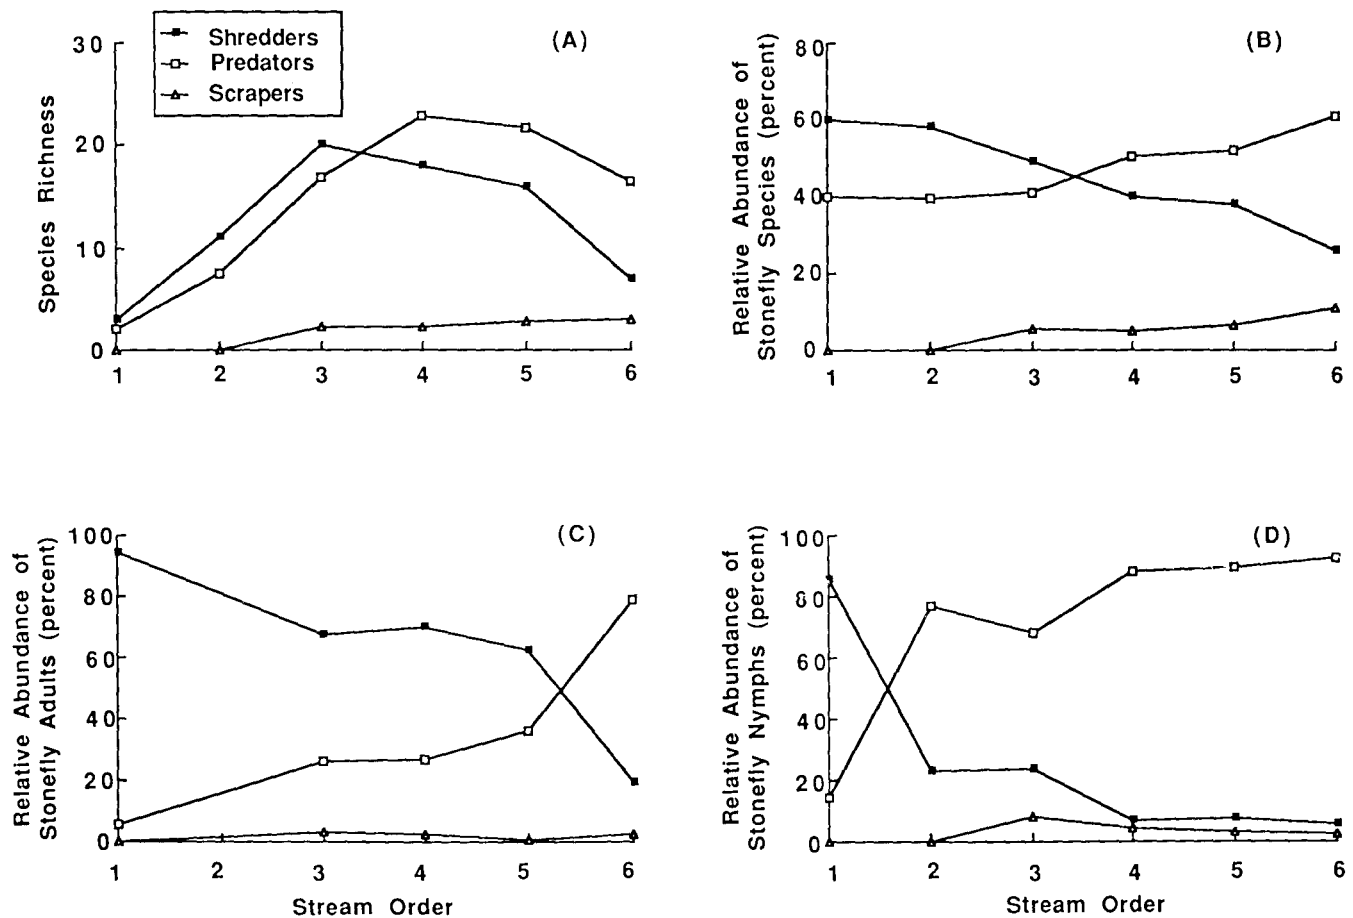 (A)
Shredders
Predators
Scrapers
30
20
10
0
Species Richness
1 2 3 4 5 6
(B)
80
60
40
20
0
Relative Abundance of
Stonefly Species (percent)
1 2 3 4 5 6
(C)
100
80
60
40
20
0
Relative Abundance of
Stonefly Adults (percent)
1 2 3 4 5 6
Stream Order
(D)
100
80
60
40
20
0
Relative Abundance of
Stonefly Nymphs (percent)
1 2 3 4 5 6
Stream Order